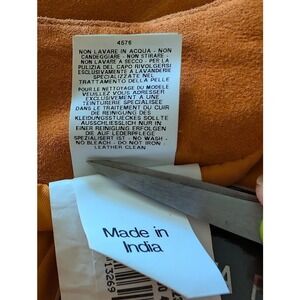 4576
NON LAVARE IN ACQUA - NON
CANDEGGIARE - NON STIRARE
NON LAVARE A SECCO - PER LA
PULIZIA DEL CAPO RIVOLGERSI
ESCLUSIVAMENTE A LAVANDERIE
SPECIALIZZATE NEL
TRATTAMENTO DELLA PELLE
POUR LE NETTOYAGE DU MODELE
VEUILLEZ VOUS ADRESSER
EXCLUSIVEMENT A UNE
TEINTURERIE SPECIALISEE
DANS LE TRAITEMENT DU CUIR
DIE REINIGUNG DES
KLEIDUNGSSTUECKES SOLLTE
AUSSCHLIESSLICH NUR IN
EINER REINIGUNG ERFOLGEN
DIE AUF LEDERPFLEGE
SPEZIALISIERT IST - NO WASH -
NO BLEACH - DO NOT IRON -
LEATHER CLEAN
Made in
India